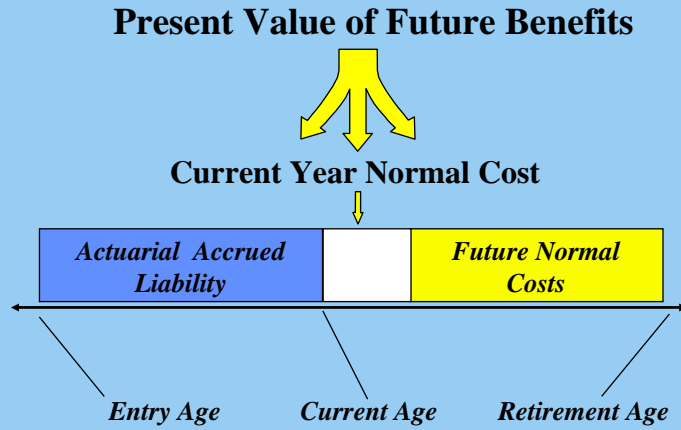 Present Value of Future Benefits
Current Year Normal Cost
Actuarial Accrued
Liability
Future Normal
Costs
Entry Age
Current Age
Retirement Age